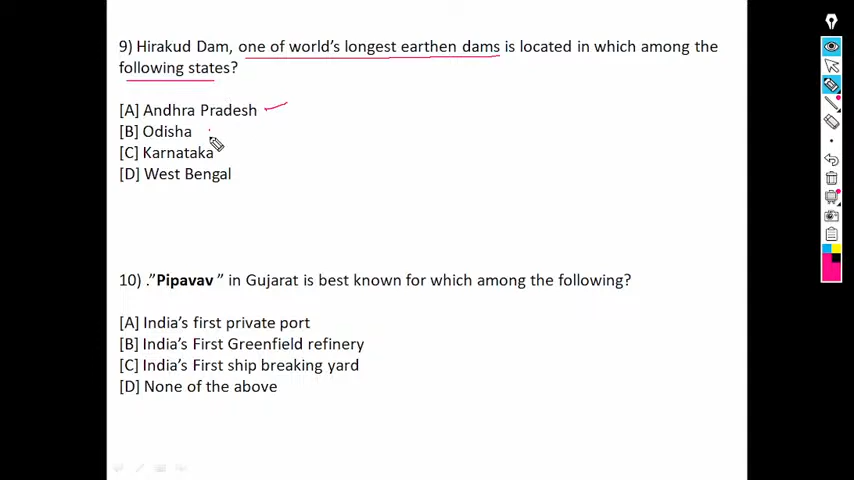 9) Hirakud Dam, one of world's longest earthen dams is located in which among the
following states?
[A] Andhra Pradesh
[B] Odisha
[C] Karnataka
[D] West Bengal
10) .”Pipavav ” in Gujarat is best known for which among the following?
[A] India's first private port
[B] India's First Greenfield refinery
[C] India's First ship breaking yard
[D] None of the above